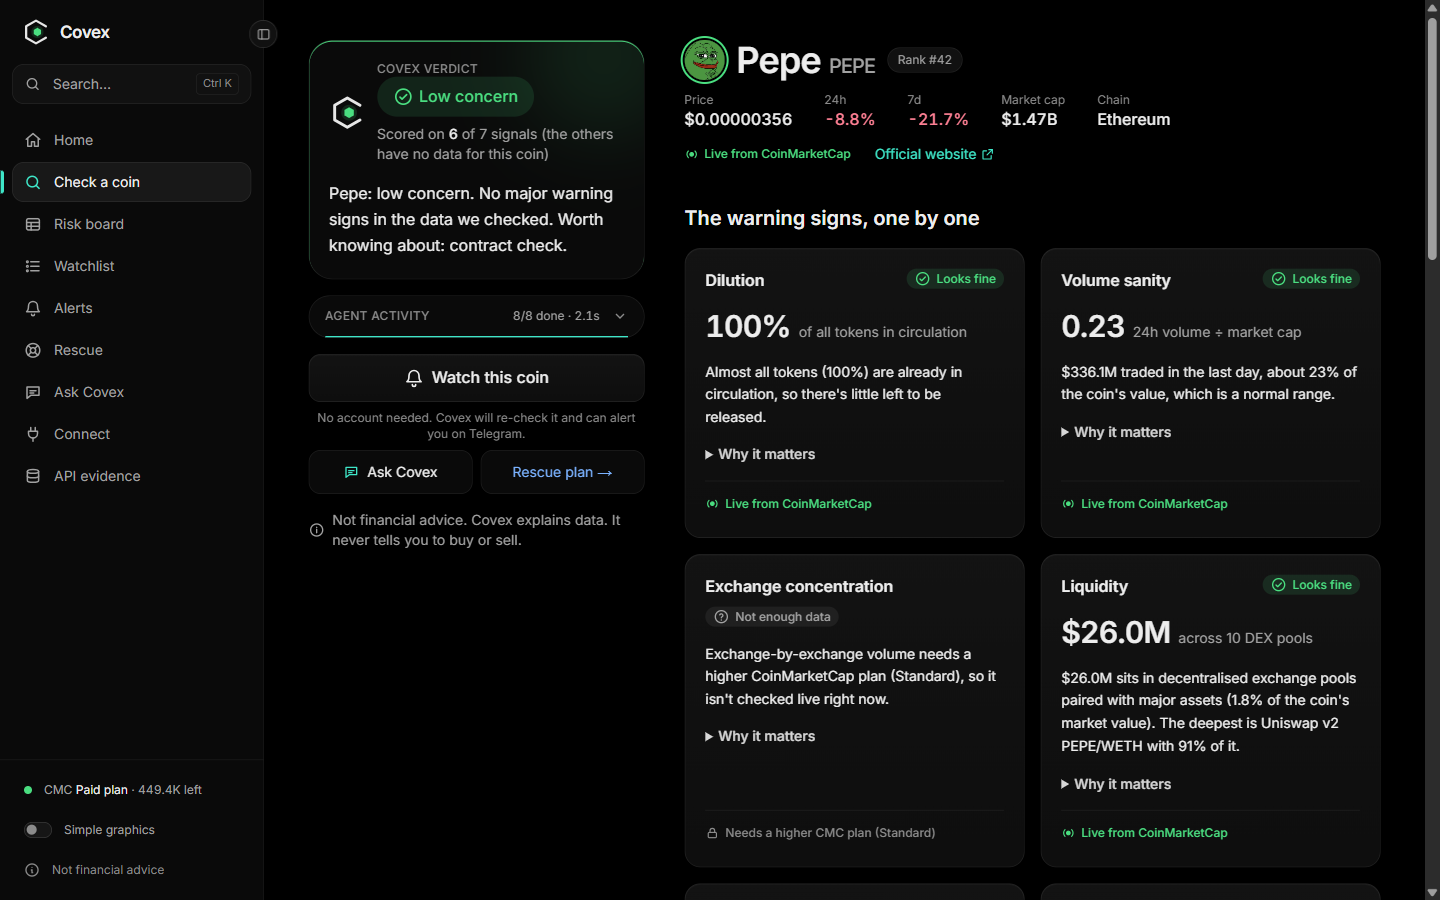 Covex
Search...
Ctrl K
Home
Check a coin
Risk board
Watchlist
Alerts
Rescue
Ask Covex
Connect
API evidence
CMC Paid plan · 449.4K left
Simple graphics
Not financial advice
COVEX VERDICT
Low concern
Scored on 6 of 7 signals (the others
have no data for this coin)
Pepe: low concern. No major warning
signs in the data we checked. Worth
knowing about: contract check.
AGENT ACTIVITY
8/8 done · 2.1s
Watch this coin
No account needed. Covex will re-check it and can alert
you on Telegram.
Ask Covex
Rescue plan →
Not financial advice. Covex explains data. It
never tells you to buy or sell.
Pepe PEPE
Rank #42
Price
$0.00000356
24h
-8.8%
7d
-21.7%
Market cap
$1.47B
Chain
Ethereum
Live from CoinMarketCap
Official website
The warning signs, one by one
Dilution
Looks fine
100% of all tokens in circulation
Almost all tokens (100%) are already in
circulation, so there's little left to be
released.
Why it matters
Live from CoinMarketCap
Volume sanity
Looks fine
0.23 24h volume ÷ market cap
$336.1M traded in the last day, about 23% of
the coin's value, which is a normal range.
Why it matters
Live from CoinMarketCap
Exchange concentration
Not enough data
Exchange-by-exchange volume needs a
higher CoinMarketCap plan (Standard), so it
isn't checked live right now.
Why it matters
Needs a higher CMC plan (Standard)
Liquidity
Looks fine
$26.0M across 10 DEX pools
$26.0M sits in decentralised exchange pools
paired with major assets (1.8% of the coin's
market value). The deepest is Uniswap v2
PEPE/WETH with 91% of it.
Why it matters
Live from CoinMarketCap